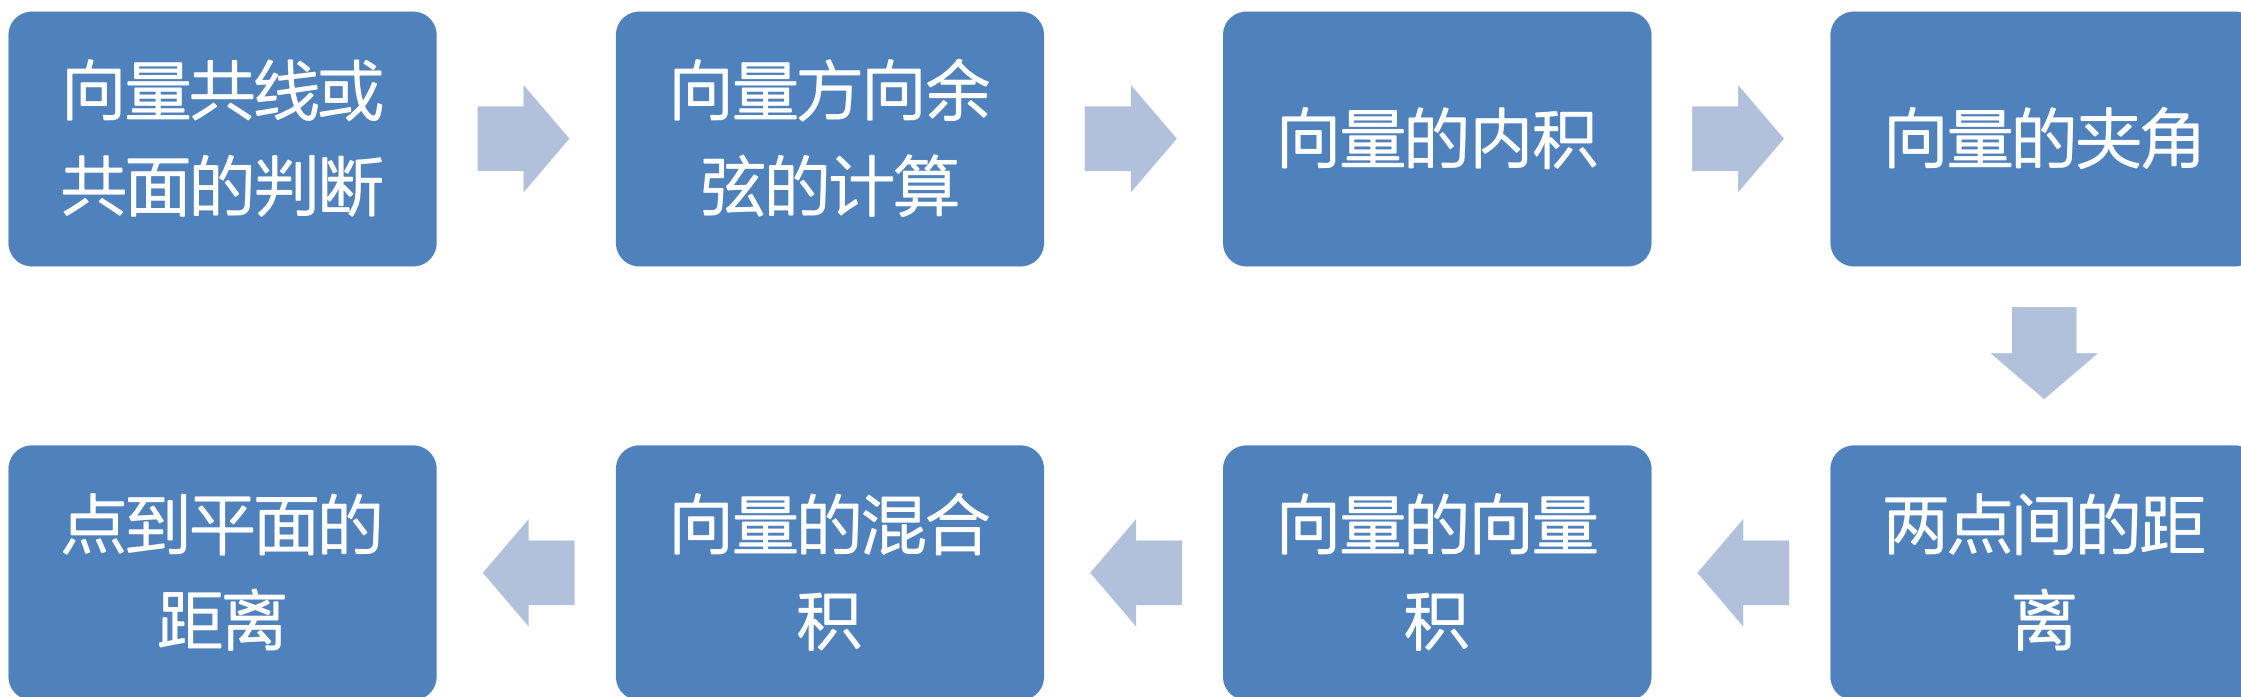 向量共线或
共面的判断
向量方向余
弦的计算
向量的内积
向量的夹角
两点间的距
离
向量的向量
积
向量的混合
积
点到平面的
距离